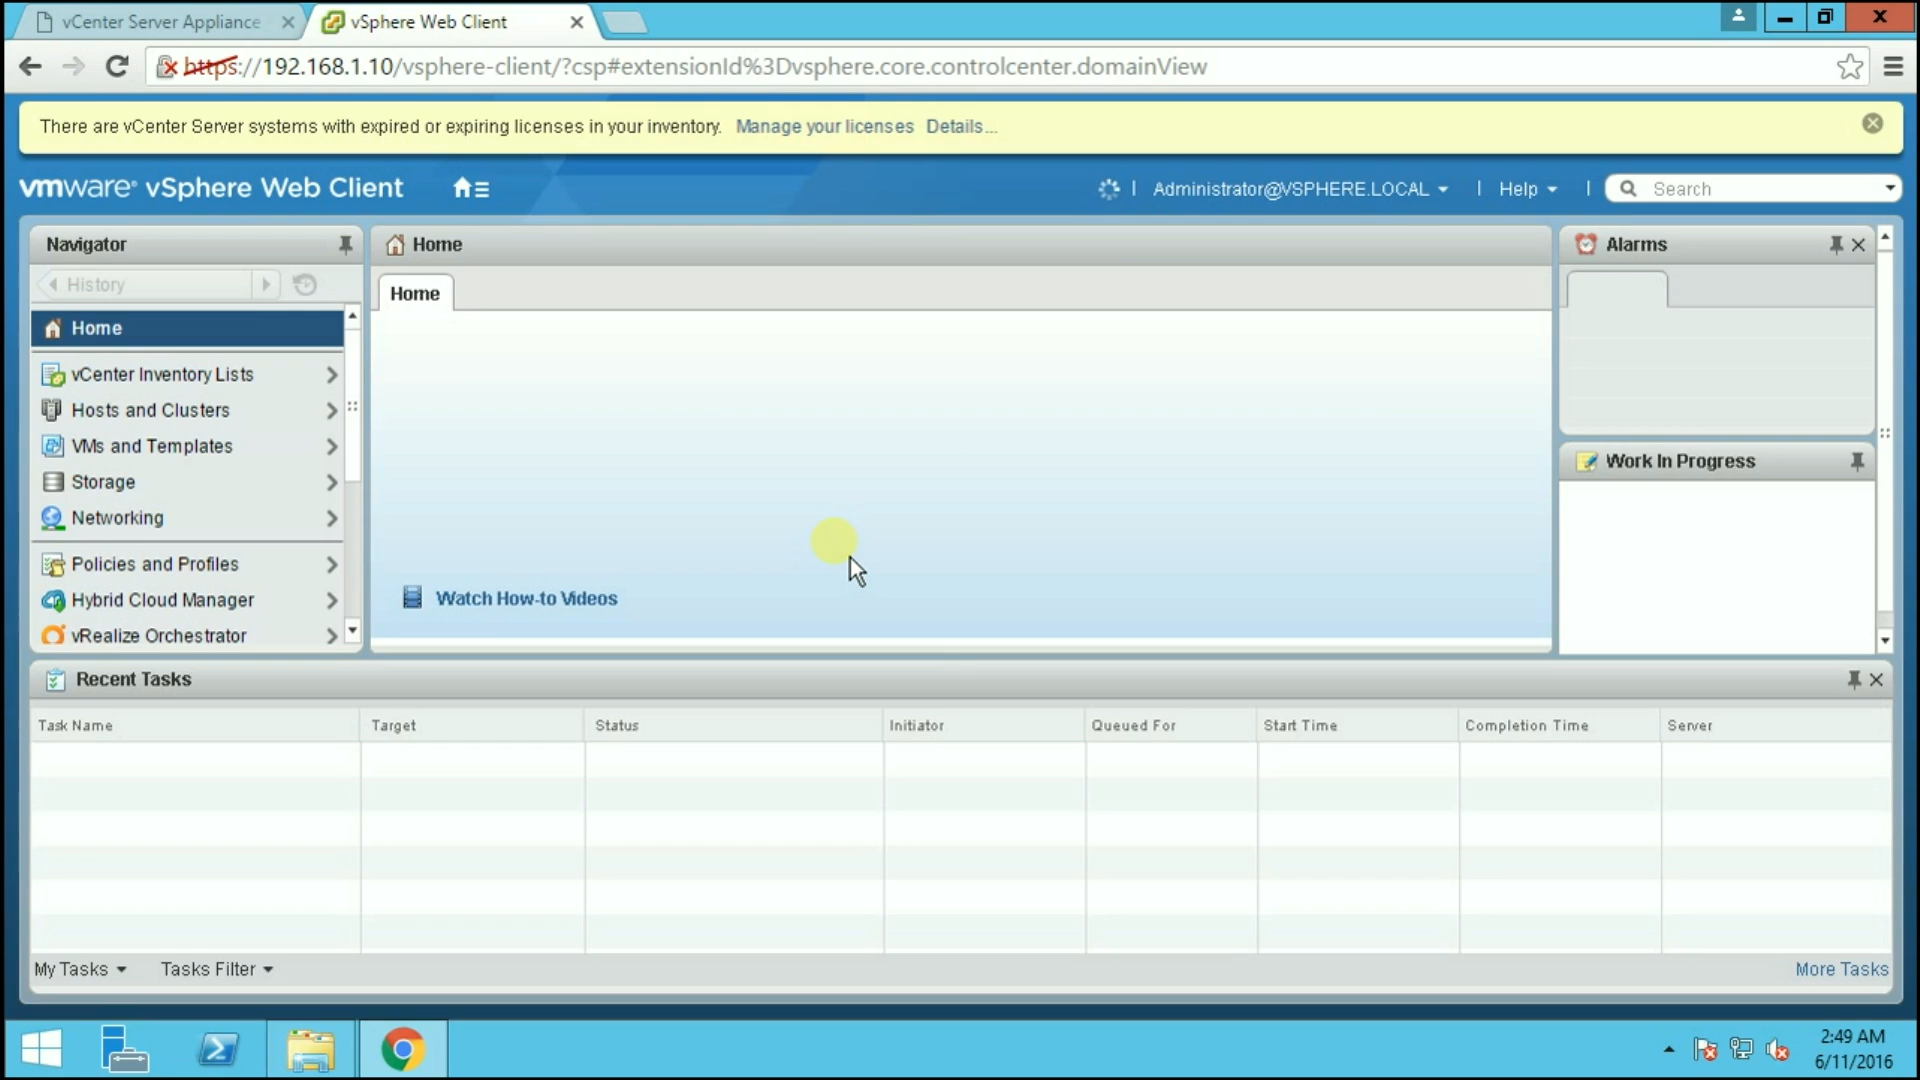 vCenter Server Appliance
vSphere Web Client
https://192.168.1.10/vsphere-client/?csp#extensionId%3Dvsphere.core.controlcenter.domainView
There are vCenter Server systems with expired or expiring licenses in your inventory. Manage your licenses Details...
vmware® vSphere Web Client
Administrator@VSPHERE.LOCAL
Help
Search
Navigator
History
Home
vCenter Inventory Lists
Hosts and Clusters
VMs and Templates
Storage
Networking
Policies and Profiles
Hybrid Cloud Manager
vRealize Orchestrator
Home
Home
Watch How-to Videos
Alarms
Work In Progress
Recent Tasks
Task Name Target Status Initiator Queued For Start Time Completion Time Server
My Tasks Tasks Filter More Tasks
2:49 AM
6/11/2016